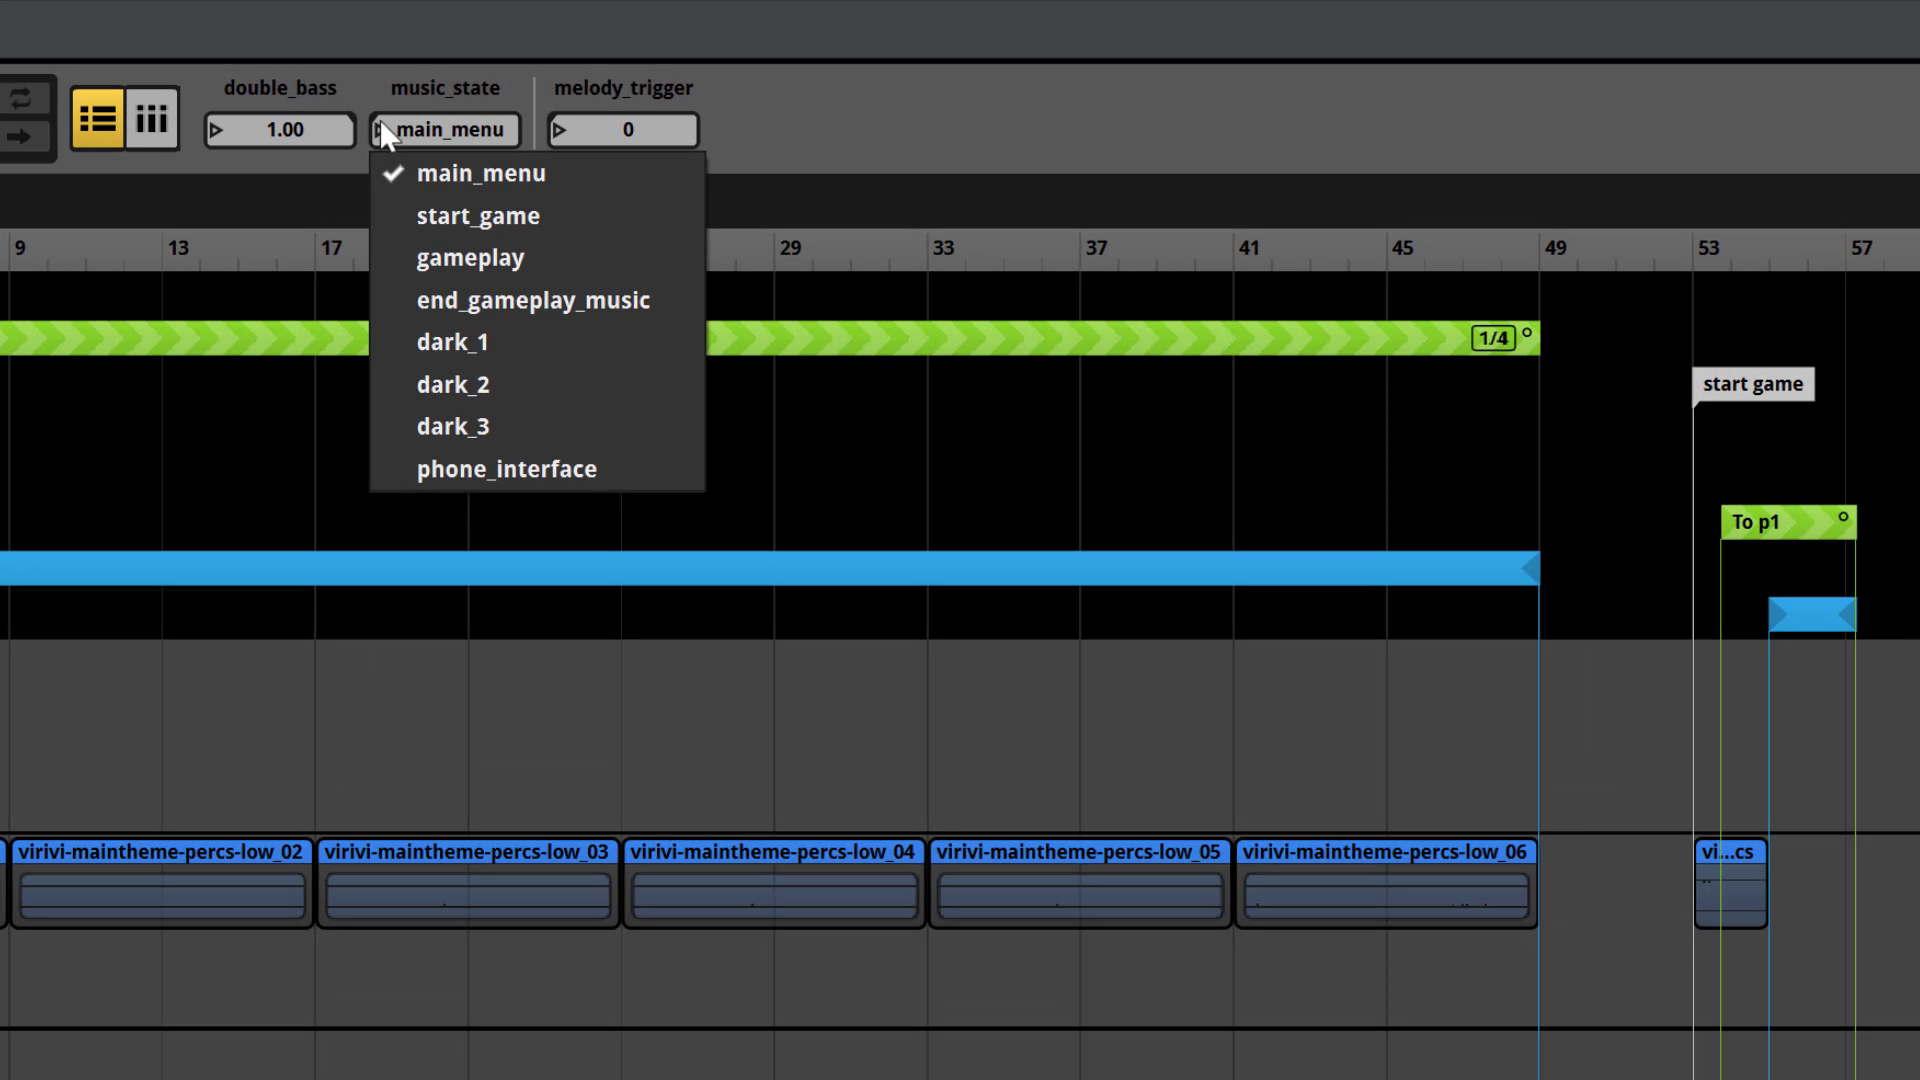 double_bass music_state melody_trigger
1.00 main_menu 0
main_menu
start_game
gameplay
end_gameplay_music
dark_1
dark_2
dark_3
phone_interface
9 13 17 29 33 37 41 45 49 53 57
1/4
start game
To p1
virivi-maintheme-percs-low_02 virivi-maintheme-percs-low_03 virivi-maintheme-percs-low_04 virivi-maintheme-percs-low_05 virivi-maintheme-percs-low_06 vi...cs